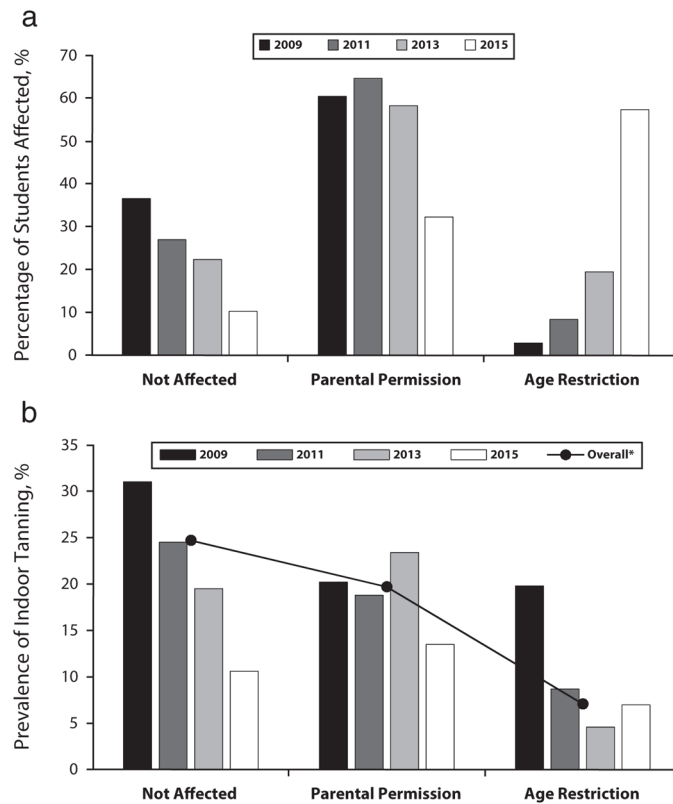 a
2009 2011 2013 2015
Percentage of Students Affected, %
70
60
50
40
30
20
10
0
Not Affected Parental Permission Age Restriction
b
2009 2011 2013 2015 Overall*
Prevalence of Indoor Tanning, %
35
30
25
20
15
10
5
0
Not Affected Parental Permission Age Restriction